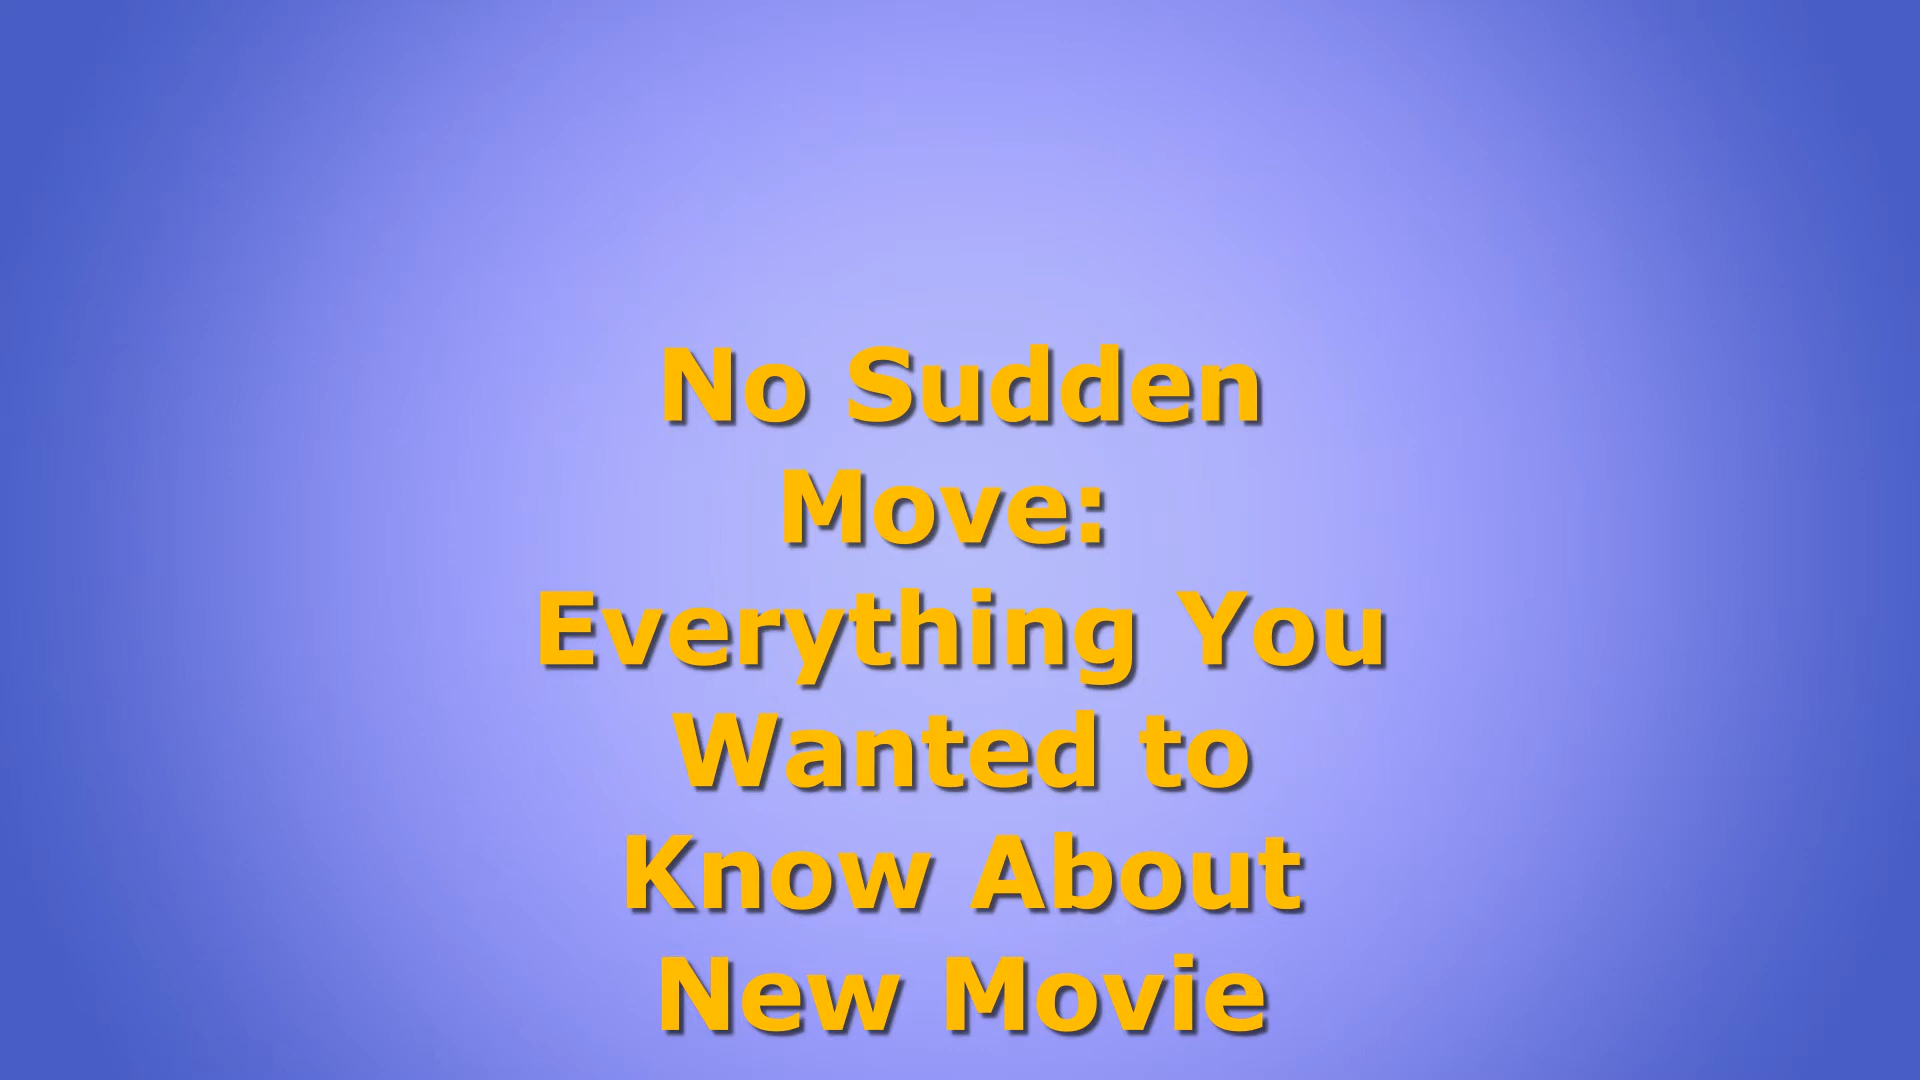 No Sudden
Move:
Everything You
Wanted to
Know About
New Movie